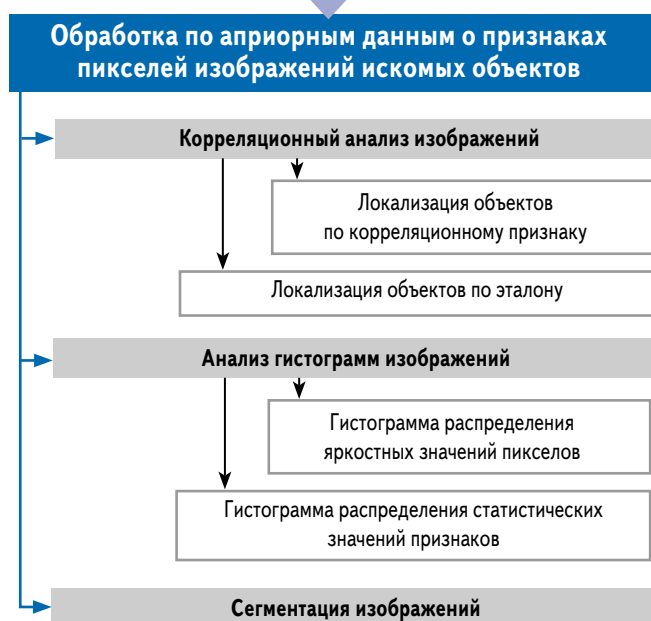 Обработка по априорным данным о признаках
пикселей изображений искомых объектов
Корреляционный анализ изображений
Локализация объектов
по корреляционному признаку
Локализация объектов по эталону
Анализ гистограмм изображений
Гистограмма распределения
яркостных значений пикселов
Гистограмма распределения статистических
значений признаков
Сегментация изображений